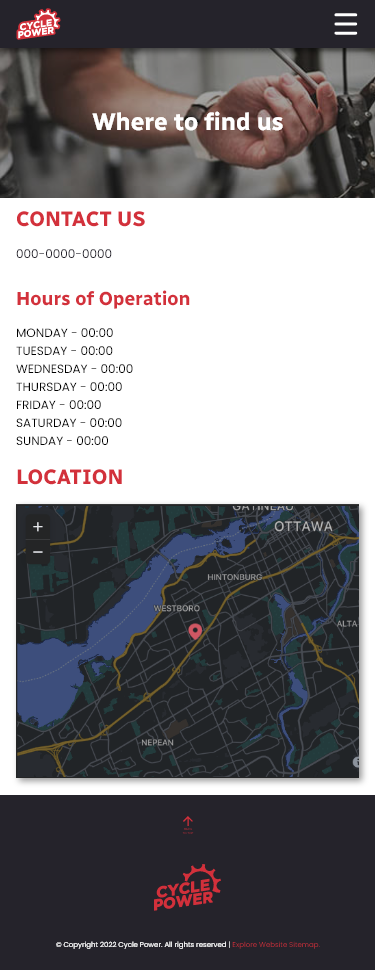 CYCLE
POWER
Where to find us
CONTACT US
000-0000-0000
Hours of Operation
MONDAY - 00:00
TUESDAY - 00:00
WEDNESDAY - 00:00
THURSDAY - 00:00
FRIDAY - 00:00
SATURDAY - 00:00
SUNDAY - 00:00
LOCATION
+
−
GATINEAU
OTTAWA
HINTONBURG
WESTBORO
ALTA
NEPEAN
CYCLE
POWER
© Copyright 2022 Cycle Power. All rights reserved | Explore Website Sitemap.